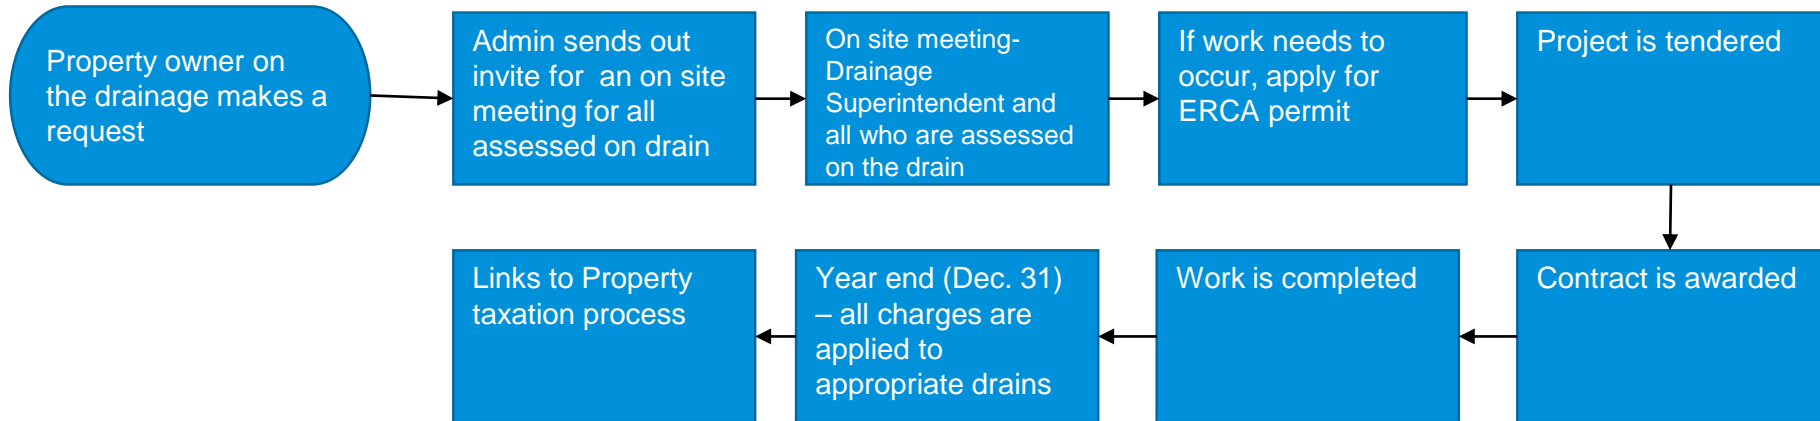 Property owner on
the drainage makes a
request
Admin sends out
invite for  an on site
meeting for all
assessed on drain
On site meeting-
Drainage
Superintendent and
all who are assessed
on the drain
If work needs to
occur, apply for
ERCA permit
Project is tendered
Contract is awarded
Work is completed
Year end (Dec. 31)
– all charges are
applied to
appropriate drains
Links to Property
taxation process